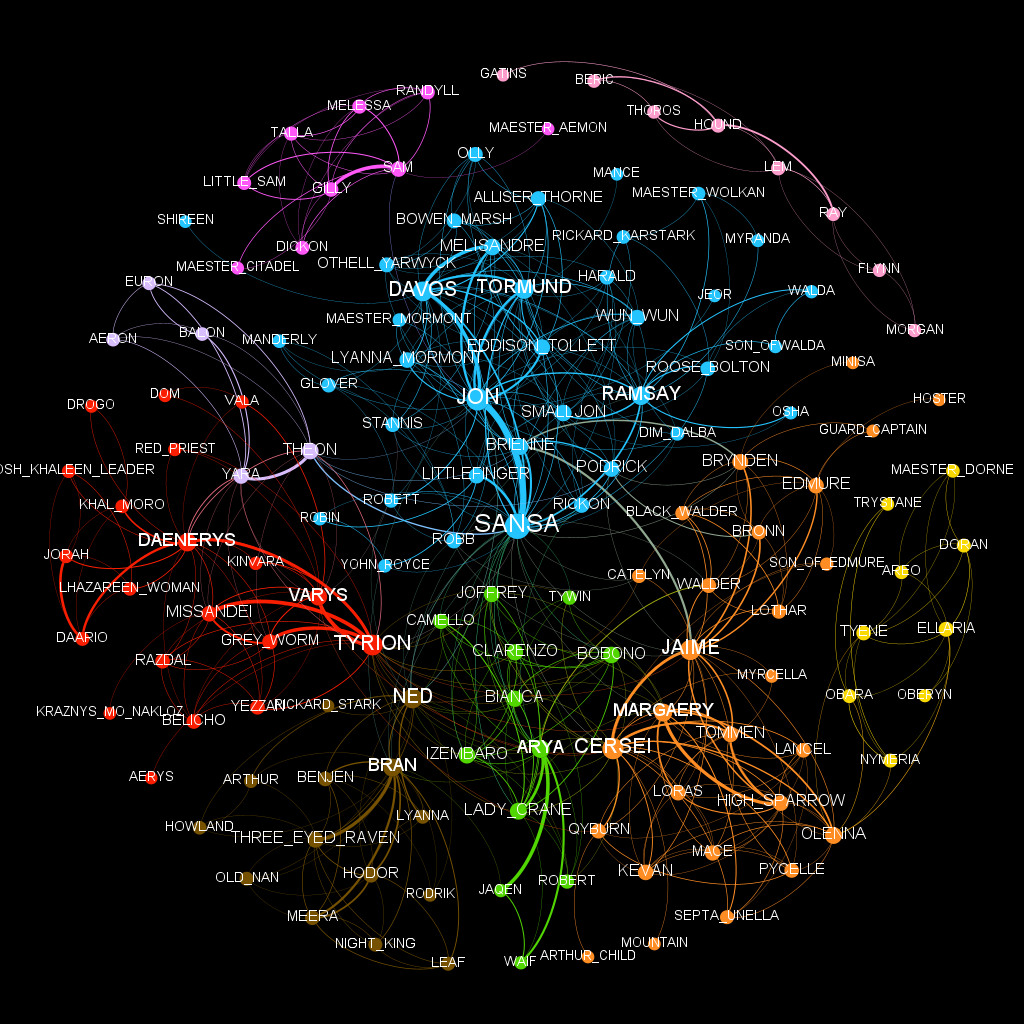 GATINS
BERIC
RANDYLL
MELESSA
THOROS
HOUND
TALLA
MAESTER_AEMON
OLLY
SAM
LEM
MANCE
LITTLE_SAM
GILLY
MAESTER_WOLKAN
ALLISER_THORNE
RAY
SHIREEN
BOWEN_MARSH
RICKARD_KARSTARK
MYRANDA
DICKON
MELISANDRE
MAESTER_CITADEL
OTHELL_YARWYCK
HARALD
FLYNN
EURON
DAVOS
TORMUND
JEOR
WALDA
MAESTER_MORMONT
WUN_WUN
MORGAN
AERON
BALON
MANDERLY
LYANNA_MORMONT
EDDISON_TOLLETT
SON_OFWALDA
MINISA
GLOVER
ROOSE_BOLTON
DOM
VALA
JON
RAMSAY
HOSTER
DROGO
STANNIS
SMALLJON
OSHA
RED_PRIEST
THEON
BRIENNE
DIM_DALBA
GUARD_CAPTAIN
OSH_KHALEEN_LEADER
YARA
LITTLEFINGER
PODRICK
BRYNDEN
EDMURE
MAESTER_DORNE
KHAL_MORO
ROBETT
RICKON
TRYSTANE
ROBIN
SANSA
BLACK_WALDER
BRONN
DAENERYS
ROBB
DORAN
JORAH
KINVARA
YOHN_ROYCE
SON_OF_EDMURE
AREO
LHAZAREEN_WOMAN
CATELYN
WALDER
VARYS
JOFFREY
TYWIN
MISSANDEI
CAMELLO
LOTHAR
DAARIO
GREY_WORM
TYRION
TYENE
ELLARIA
RAZDAL
CLARENZO
BOBONO
JAIME
MYRCELLA
KRAZNYS_MO_NAKLOZ
YEZZAN
RICKARD_STARK
NED
BIANCA
OBARA
OBERYN
BELICHO
MARGAERY
TOMMEN
IZEMBARO
ARYA
CERSEI
LANCEL
AERYS
ARTHUR
BENJEN
BRAN
NYMERIA
LORAS
HIGH_SPARROW
HOWLAND
LYANNA
LADY_CRANE
THREE_EYED_RAVEN
QYBURN
OLENNA
OLD_NAN
HODOR
MACE
JAQEN
ROBERT
KEVAN
PYCELLE
RODRIK
MEERA
SEPTA_UNELLA
NIGHT_KING
MOUNTAIN
LEAF
WAIF
ARTHUR_CHILD